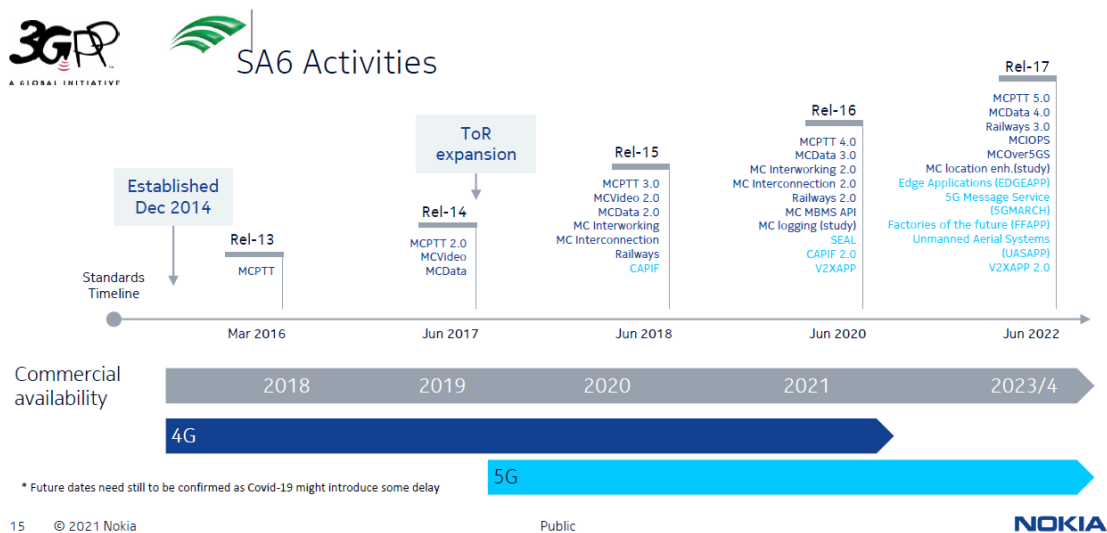 3GPP
A GLOBAL INITIATIVE
SA6 Activities
Established
Dec 2014
ToR
expansion
Standards
Timeline
Rel-13
MCPTT
Rel-14
MCPTT 2.0
MCVideo
MCData
Rel-15
MCPTT 3.0
MCVideo 2.0
MCData 2.0
MC Interworking
MC Interconnection
Railways
CAPIF
Rel-16
MCPTT 4.0
MCData 3.0
MC Interworking 2.0
MC Interconnection 2.0
Railways 2.0
MC MBMS API
MC logging (study)
SEAL
CAPIF 2.0
V2XAPP
Rel-17
MCPTT 5.0
MCData 4.0
Railways 3.0
MCIOPS
MCOver5GS
MC location enh.(study)
Edge Applications (EDGEAPP)
5G Message Service
(5GMARCH)
Factories of the future (FFAPP)
Unmanned Aerial Systems
(UASAPP)
V2XAPP 2.0
Mar 2016
Jun 2017
Jun 2018
Jun 2020
Jun 2022
Commercial
availability
2018
2019
2020
2021
2023/4
4G
5G
* Future dates need still to be confirmed as Covid-19 might introduce some delay
15
© 2021 Nokia
Public
NOKIA